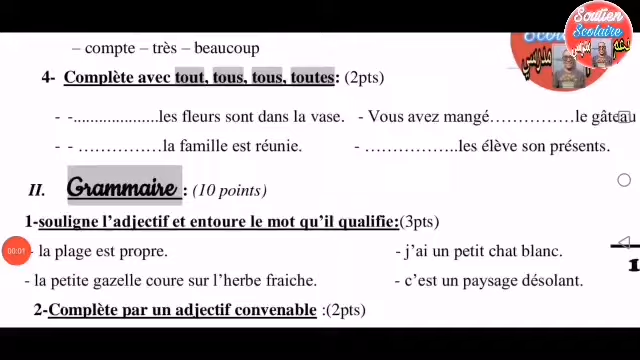 Soutien
Scolaire
– compte – très – beaucoup
4- Complète avec tout, tous, tous, toutes: (2pts)
- -....................les fleurs sont dans la vase. - Vous avez mangé……………le gâteau
- - ……………la famille est réunie. - ……………..les élève son présents.
II. Grammaire : (10 points)
1-souligne l’adjectif et entoure le mot qu’il qualifie:(3pts)
00:01
- la plage est propre. - j’ai un petit chat blanc.
- la petite gazelle coure sur l’herbe fraiche. - c’est un paysage désolant.
1
2-Complète par un adjectif convenable :(2pts)